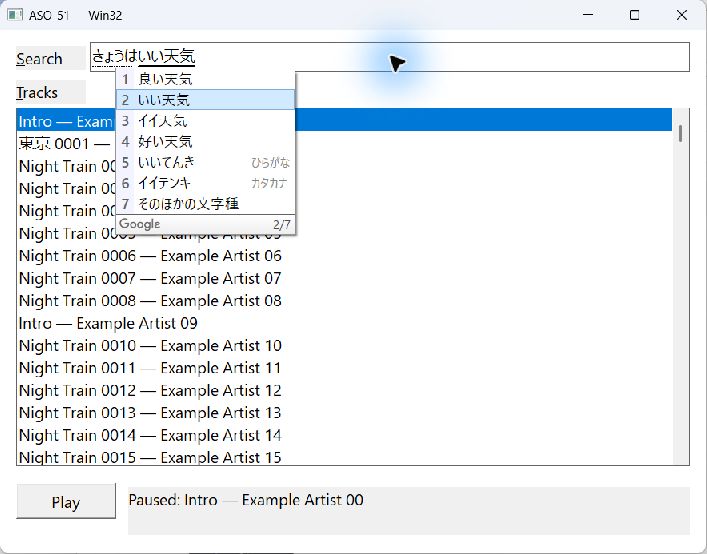 ASO 51 Win32
Search
きょうはいい天気
1 良い天気
2 いい天気
3 イイ天気
4 好い天気
5 いいてんき ひらがな
6 イイテンキ カタカナ
7 そのほかの文字種
Google 2/7
Tracks
Intro — Exam
東京 0001 —
Night Train 00
Night Train 00
Night Train 00
Night Train 0005 — Example Artist 05
Night Train 0006 — Example Artist 06
Night Train 0007 — Example Artist 07
Night Train 0008 — Example Artist 08
Intro — Example Artist 09
Night Train 0010 — Example Artist 10
Night Train 0011 — Example Artist 11
Night Train 0012 — Example Artist 12
Night Train 0013 — Example Artist 13
Night Train 0014 — Example Artist 14
Night Train 0015 — Example Artist 15
Play
Paused: Intro — Example Artist 00